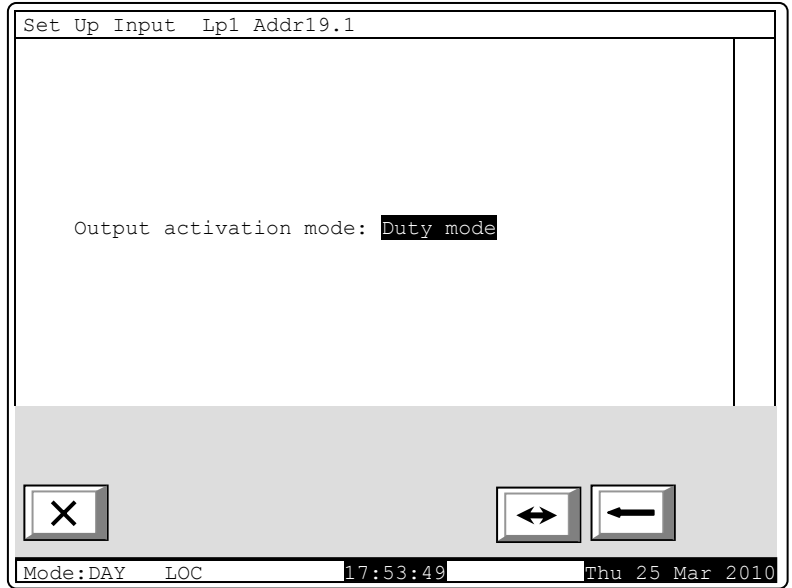 Set Up Input Lp1 Addr19.1
Output activation mode: Duty mode
Mode:DAY LOC 17:53:49 Thu 25 Mar 2010